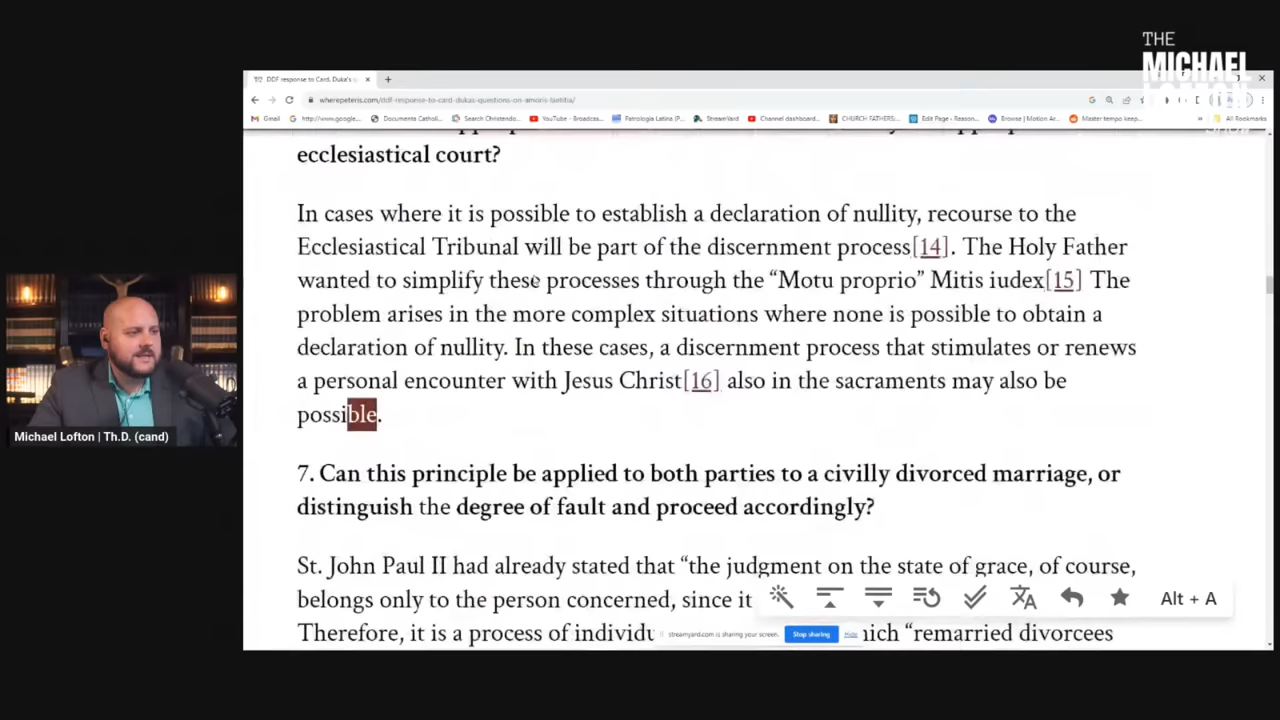 THE
MICHAEL
DDF response to Card. Duka's
wherepeteris.com/ddf-response-to-card-dukas-questions-on-amoris-laetitia/
Gmail
http://www.google...
Documents Cathol...
Search Christendo...
YouTube - Broadcas...
Patrologia Latina (P...
StreamYard
Channel dashboard...
CHURCH FATHERS:...
Edit Page ‹ Reason...
Browse | Motion Ar...
Master tempo keep...
All Bookmarks
ecclesiastical court?
In cases where it is possible to establish a declaration of nullity, recourse to the
Ecclesiastical Tribunal will be part of the discernment process[14]. The Holy Father
wanted to simplify these processes through the “Motu proprio” Mitis iudex[15] The
problem arises in the more complex situations where none is possible to obtain a
declaration of nullity. In these cases, a discernment process that stimulates or renews
a personal encounter with Jesus Christ[16] also in the sacraments may also be
possible.
Michael Lofton | Th.D. (cand)
7. Can this principle be applied to both parties to a civilly divorced marriage, or
distinguish the degree of fault and proceed accordingly?
St. John Paul II had already stated that “the judgment on the state of grace, of course,
belongs only to the person concerned, since it
Alt + A
Therefore, it is a process of individu
streamyard.com is sharing your screen.
Stop sharing
Hide
hich “remarried divorcees